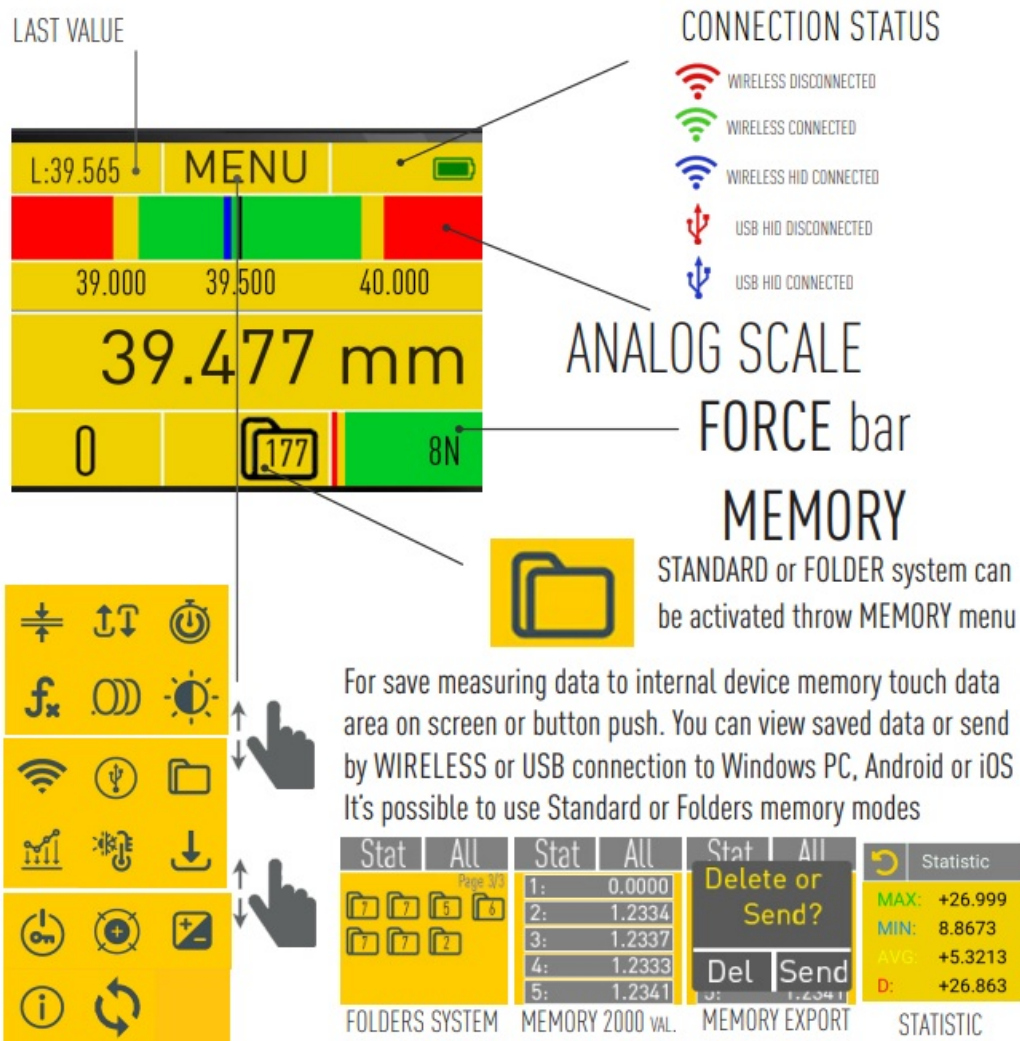 LAST VALUE
CONNECTION STATUS
WIRELESS DISCONNECTED
WIRELESS CONNECTED
WIRELESS HID CONNECTED
USB HID DISCONNECTED
USB HID CONNECTED
L:39.565
MENU
39.000 39.500 40.000
39.477 mm
0
177
8N
ANALOG SCALE
FORCE bar
MEMORY
STANDARD or FOLDER system can
be activated throw MEMORY menu
For save measuring data to internal device memory touch data
area on screen or button push. You can view saved data or send
by WIRELESS or USB connection to Windows PC, Android or iOS
It's possible to use Standard or Folders memory modes
Stat All
Page 3/3
7 7 5 6
7 7 2
FOLDERS SYSTEM
Stat All
1: 0.0000
2: 1.2334
3: 1.2337
4: 1.2333
5: 1.2341
MEMORY 2000 VAL.
Stat All
Delete or
Send?
Del Send
5: 1.2341
MEMORY EXPORT
Statistic
MAX: +26.999
MIN: 8.8673
AVG: +5.3213
D: +26.863
STATISTIC